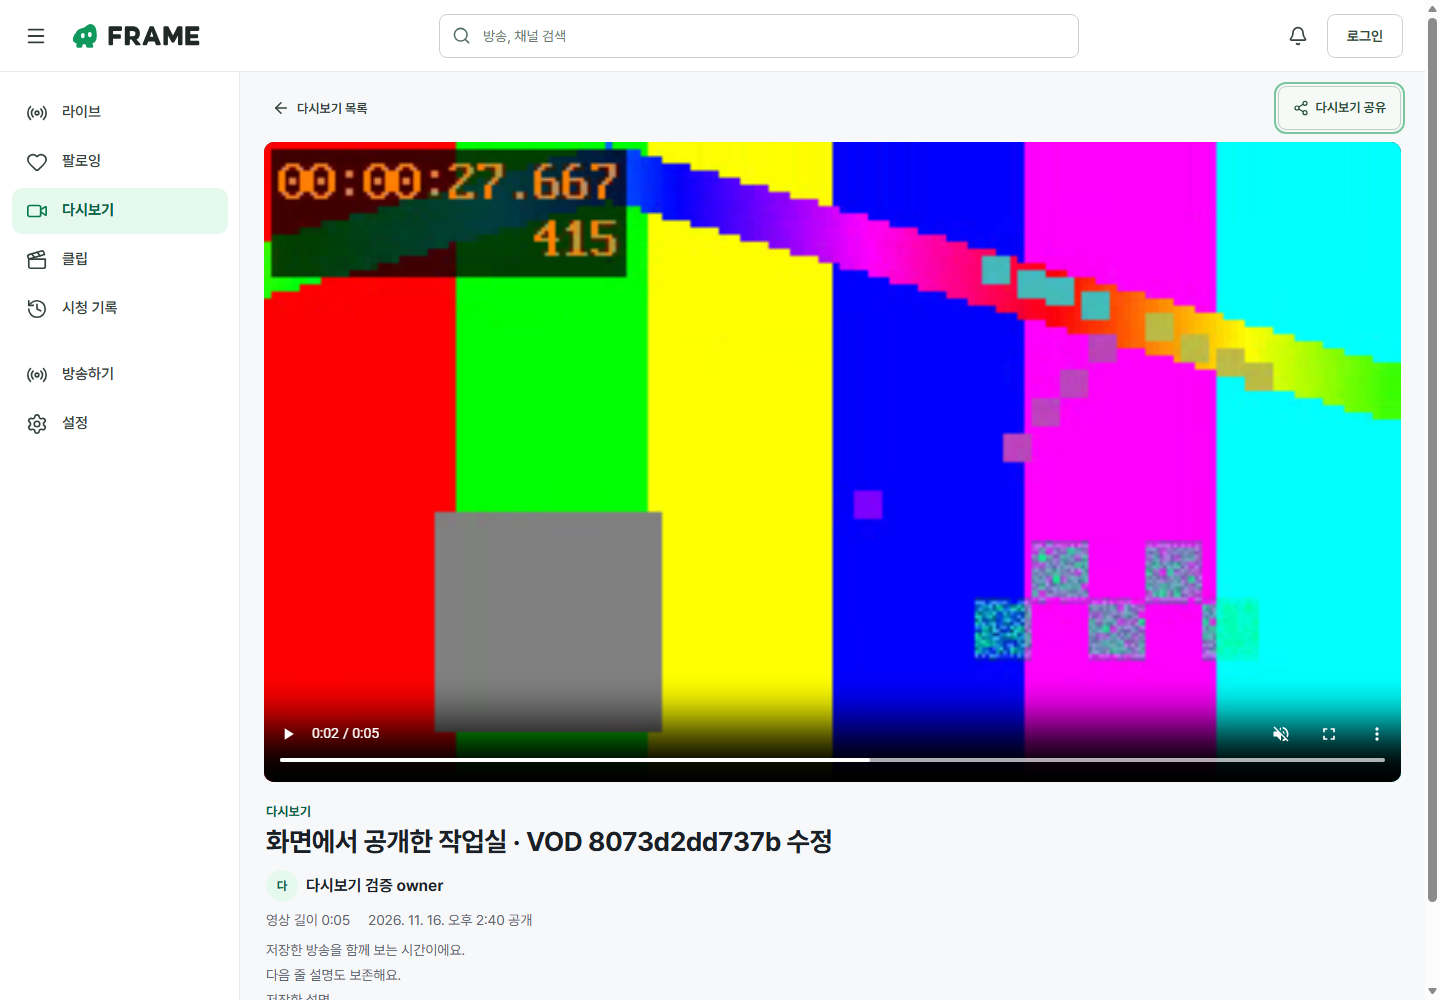 FRAME
방송, 채널 검색
로그인
라이브
팔로잉
다시보기
클립
시청 기록
방송하기
설정
다시보기 목록
다시보기 공유
00:00:27.667
415
0:02 / 0:05
다시보기
화면에서 공개한 작업실 · VOD 8073d2dd737b 수정
다
다시보기 검증 owner
영상 길이 0:05 2026. 11. 16. 오후 2:40 공개
저장한 방송을 함께 보는 시간이에요.
다음 줄 설명도 보존해요.
저장한 설명